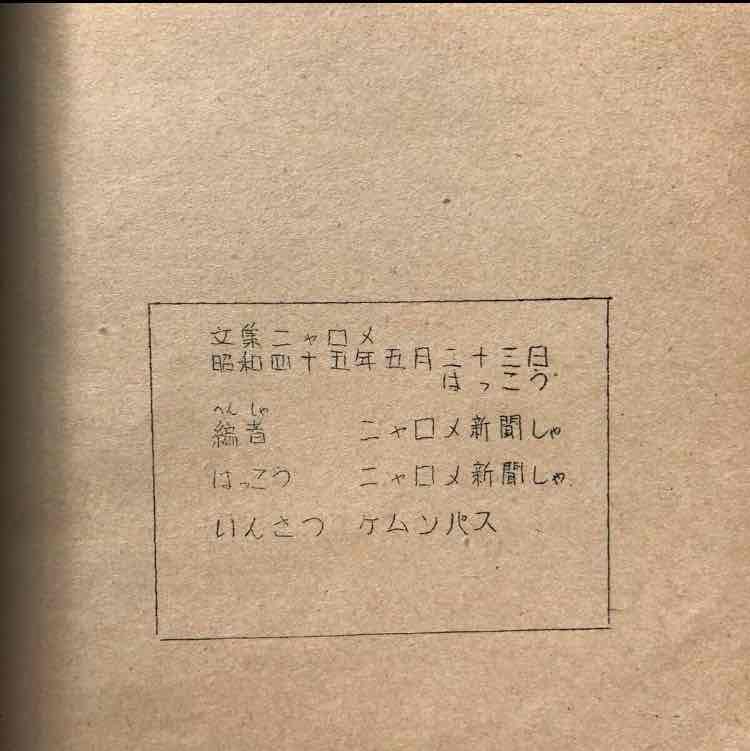 文集ニャロメ
昭和四十五年五月二十三日
はっこう
へんしゃ
編者 ニャロメ新聞しゃ
はっこう ニャロメ新聞しゃ
いんさつ ケムンパス